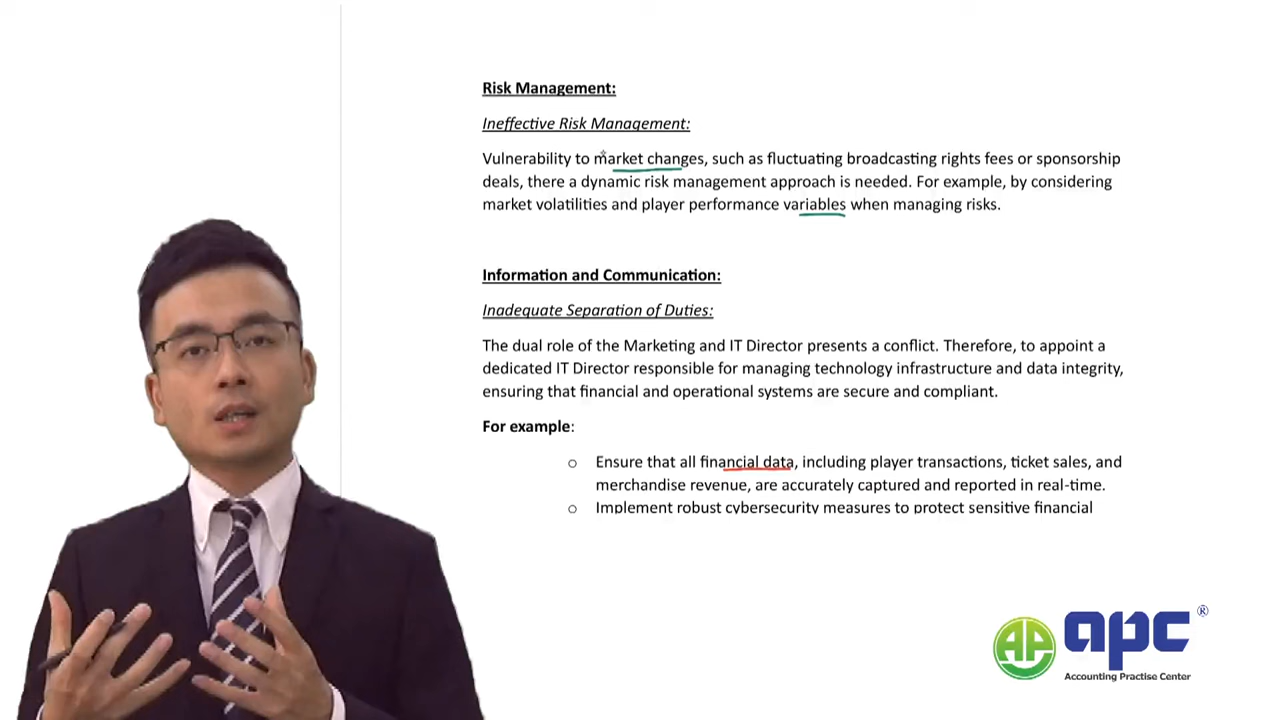 Risk Management:
Ineffective Risk Management:
Vulnerability to market changes, such as fluctuating broadcasting rights fees or sponsorship
deals, there a dynamic risk management approach is needed. For example, by considering
market volatilities and player performance variables when managing risks.
Information and Communication:
Inadequate Separation of Duties:
The dual role of the Marketing and IT Director presents a conflict. Therefore, to appoint a
dedicated IT Director responsible for managing technology infrastructure and data integrity,
ensuring that financial and operational systems are secure and compliant.
For example:
○ Ensure that all financial data, including player transactions, ticket sales, and
merchandise revenue, are accurately captured and reported in real-time.
○ Implement robust cybersecurity measures to protect sensitive financial
AP apc ®
Accounting Practise Center